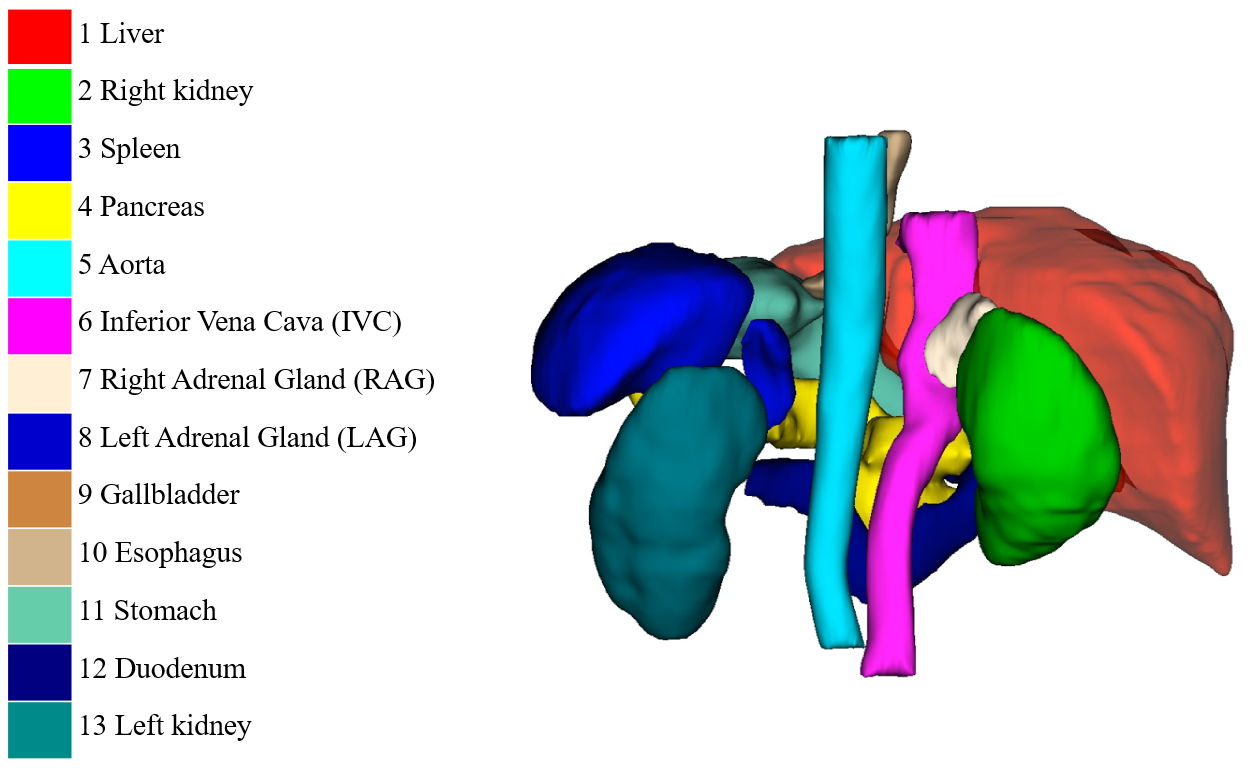 1 Liver
2 Right kidney
3 Spleen
4 Pancreas
5 Aorta
6 Inferior Vena Cava (IVC)
7 Right Adrenal Gland (RAG)
8 Left Adrenal Gland (LAG)
9 Gallbladder
10 Esophagus
11 Stomach
12 Duodenum
13 Left kidney